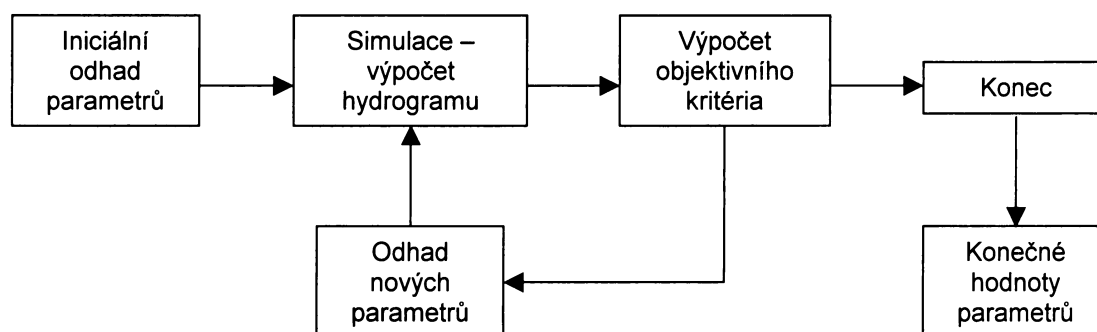 Iniciální
odhad
parametrů
Simulace –
výpočet
hydrogramu
Výpočet
objektivního
kritéria
Konec
Odhad
nových
parametrů
Konečné
hodnoty
parametrů